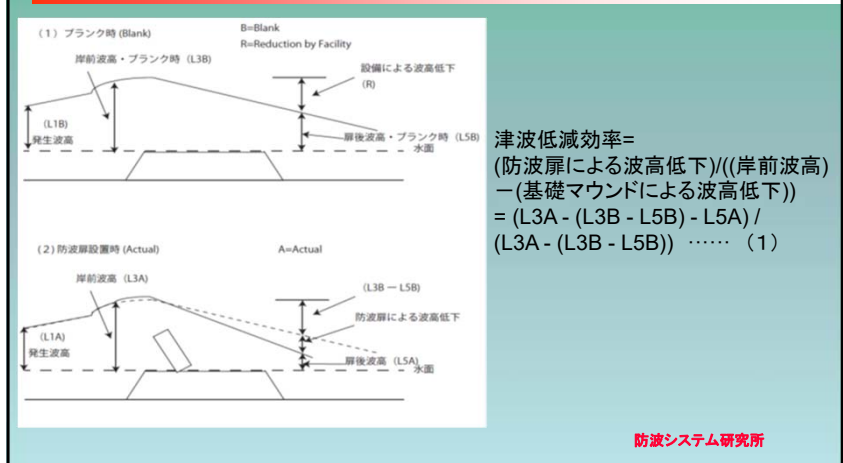 (1) ブランク時 (Blank)
B=Blank
R=Reduction by Facility
岸前波高・ブランク時 (L3B)
設備による波高低下
(R)
(L1B)
発生波高
扉後波高・ブランク時 (L5B)
水面
(2) 防波扉設置時 (Actual)
A=Actual
岸前波高 (L3A)
(L3B － L5B)
防波扉による波高低下
(L1A)
発生波高
扉後波高 (L5A)
水面
津波低減効率=
(防波扉による波高低下)/((岸前波高)
－(基礎マウンドによる波高低下))
= (L3A - (L3B - L5B) - L5A) /
(L3A - (L3B - L5B)) ······ （1）
防波システム研究所